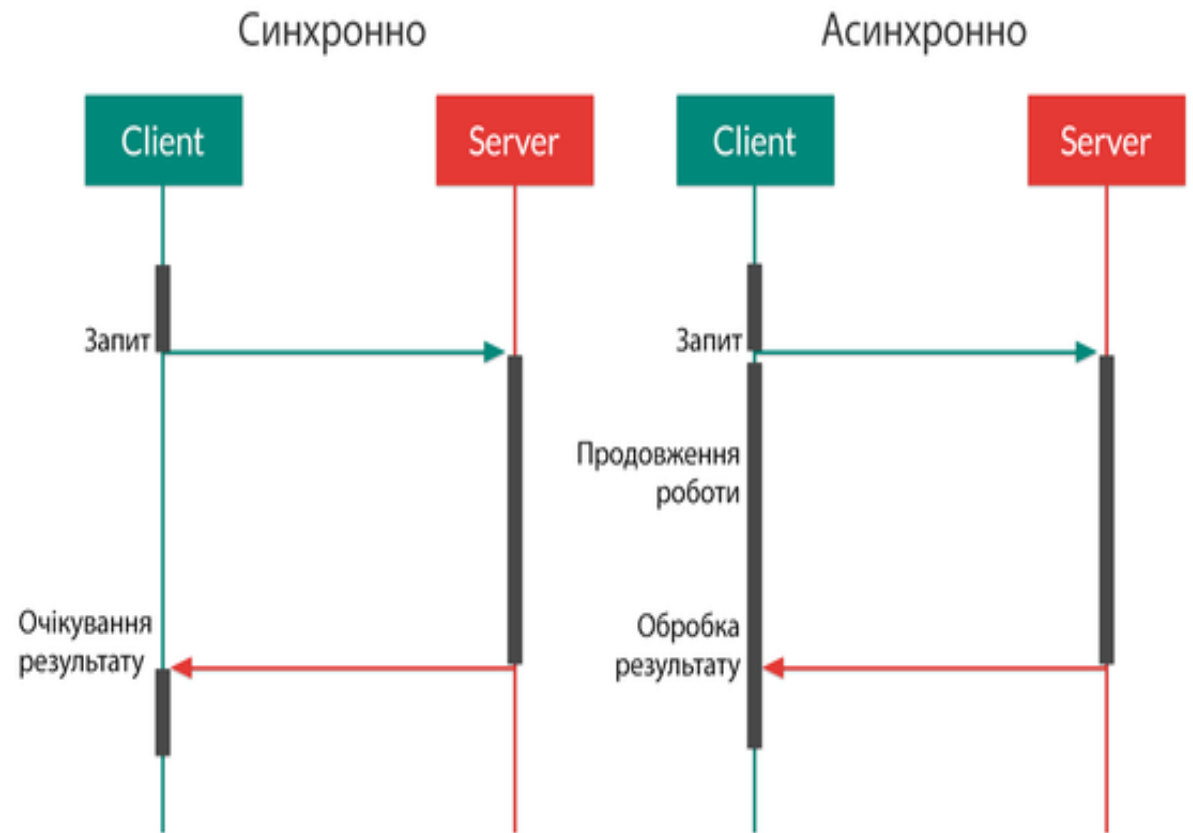 Синхронно
Client
Server
Запит
Очікування
результату
Асинхронно
Client
Server
Запит
Продовження
роботи
Обробка
результату